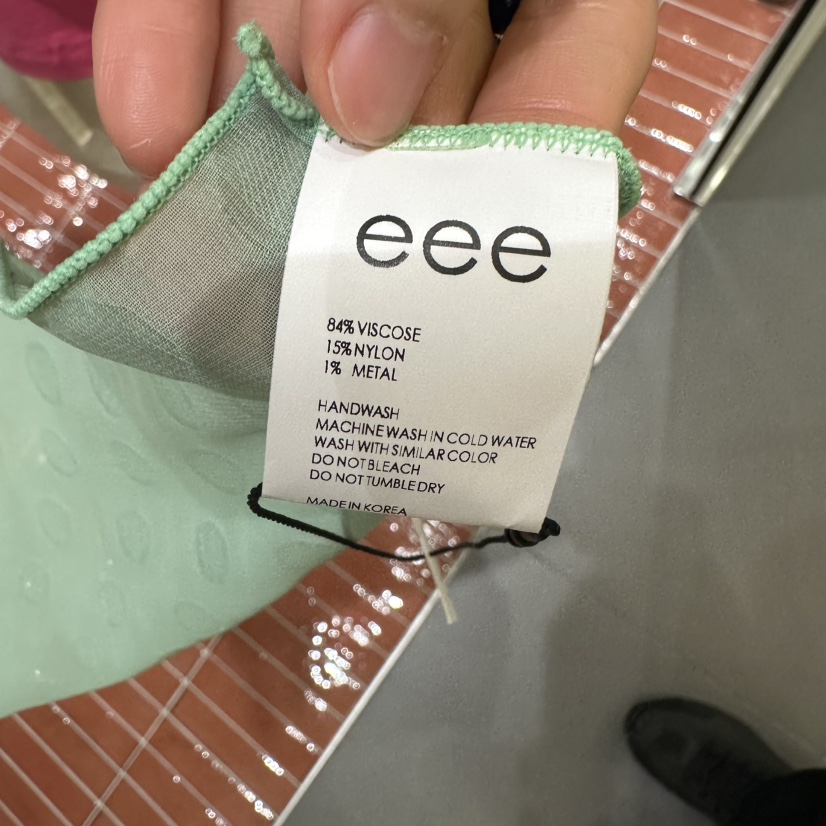 eee
84% VISCOSE
15% NYLON
1% METAL
HANDWASH
MACHINE WASH IN COLD WATER
WASH WITH SIMILAR COLOR
DO NOT BLEACH
DO NOT TUMBLE DRY
MADE IN KOREA